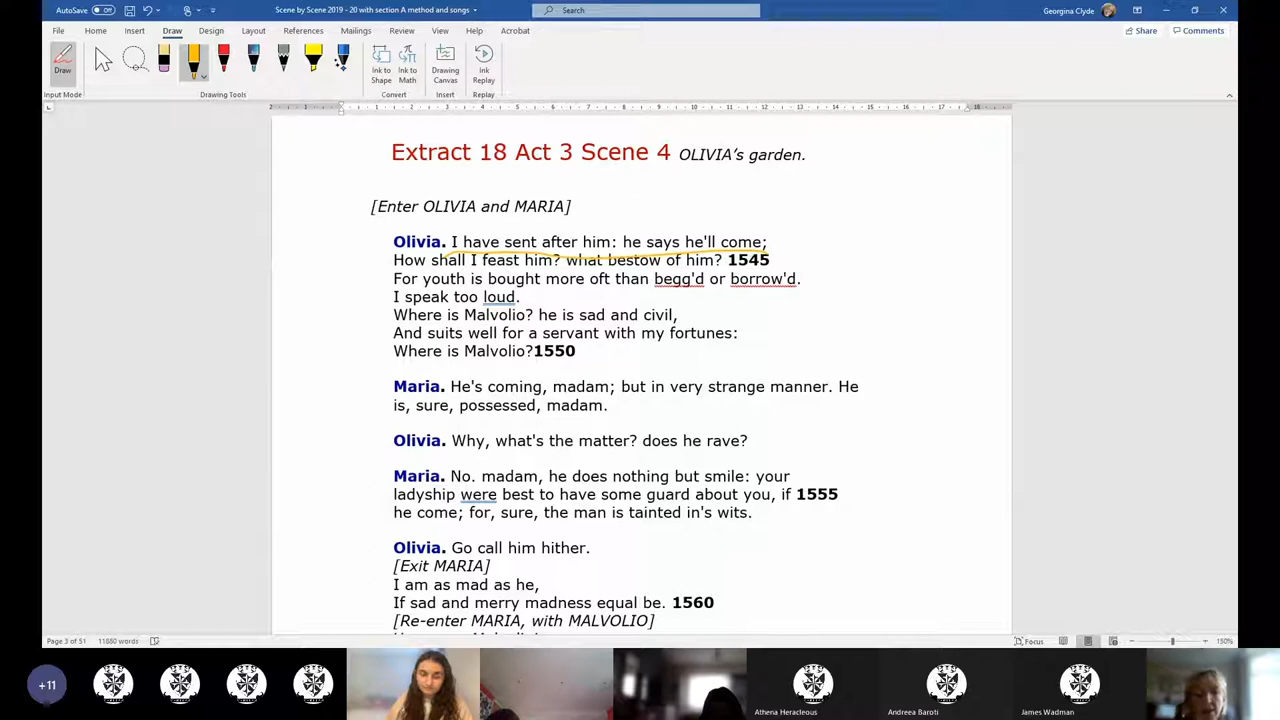 AutoSave Off
Scene by Scene 2019 - 20 with section A method and songs
Search
Georgina Clyde
File Home Insert Draw Design Layout References Mailings Review View Help Acrobat
Share Comments
Draw
Ink to Shape
Ink to Math
Drawing Canvas
Ink Replay
Input Mode
Drawing Tools
Convert
Insert
Replay
Extract 18 Act 3 Scene 4 OLIVIA's garden.
[Enter OLIVIA and MARIA]
Olivia. I have sent after him: he says he'll come;
How shall I feast him? what bestow of him? 1545
For youth is bought more oft than begg'd or borrow'd.
I speak too loud.
Where is Malvolio? he is sad and civil,
And suits well for a servant with my fortunes:
Where is Malvolio?1550
Maria. He's coming, madam; but in very strange manner. He
is, sure, possessed, madam.
Olivia. Why, what's the matter? does he rave?
Maria. No. madam, he does nothing but smile: your
ladyship were best to have some guard about you, if 1555
he come; for, sure, the man is tainted in's wits.
Olivia. Go call him hither.
[Exit MARIA]
I am as mad as he,
If sad and merry madness equal be. 1560
[Re-enter MARIA, with MALVOLIO]
Page 3 of 51 11880 words
Focus
150%
+11
Athena Heracleous
Andreea Baroti
James Wadman